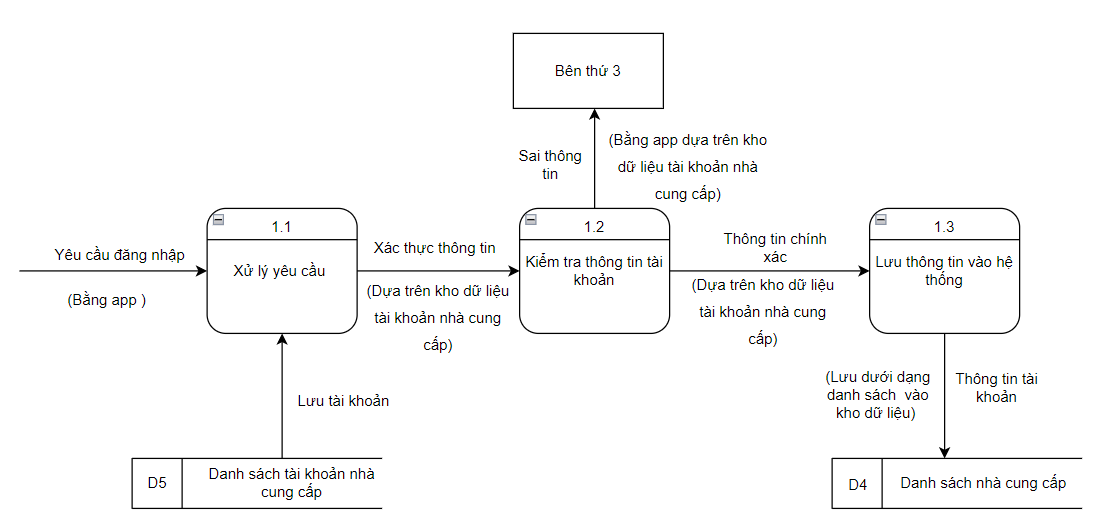 Bên thứ 3
Sai thông
tin
(Bằng app dựa trên kho
dữ liệu tài khoản nhà
cung cấp)
Yêu cầu đăng nhập
(Bằng app )
1.1
Xử lý yêu cầu
Xác thực thông tin
(Dựa trên kho dữ liệu
tài khoản nhà cung
cấp)
1.2
Kiểm tra thông tin tài
khoản
Thông tin chính
xác
(Dựa trên kho dữ liệu
tài khoản nhà cung
cấp)
1.3
Lưu thông tin vào hệ
thống
Lưu tài khoản
(Lưu dưới dạng
danh sách vào
kho dữ liệu)
Thông tin tài
khoản
D5
Danh sách tài khoản nhà
cung cấp
D4
Danh sách nhà cung cấp